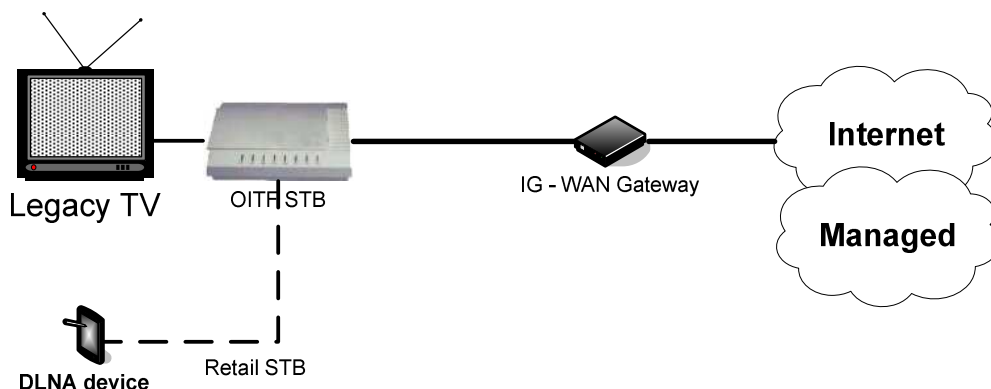 Internet
Legacy TV
OITF STB
IG - WAN Gateway
Managed
DLNA device
Retail STB